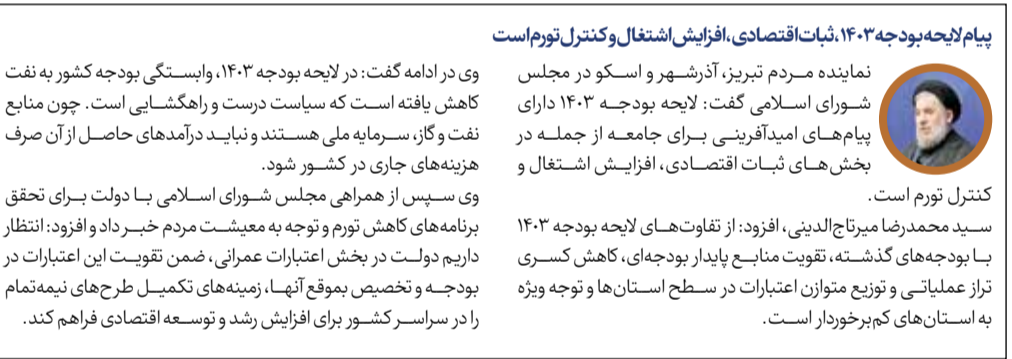 پیام لایحه بودجه ۱۴۰۳، ثبات اقتصادی، افزایش اشتغال و کنترل تورم است
نماینده مردم تبریز، آذرشهر و اسکو در مجلس
شورای اسلامی گفت: لایحه بودجه ۱۴۰۳ دارای
پیام‌های امیدآفرینی برای جامعه از جمله در
بخش‌های ثبات اقتصادی، افزایش اشتغال و
کنترل تورم است.
سید محمدرضا میرتاج‌الدینی، افزود: از تفاوت‌های لایحه بودجه ۱۴۰۳
با بودجه‌های گذشته، تقویت منابع پایدار بودجه‌ای، کاهش کسری
تراز عملیاتی و توزیع متوازن اعتبارات در سطح استان‌ها و توجه ویژه
به استان‌های کم‌برخوردار است.
وی در ادامه گفت: در لایحه بودجه ۱۴۰۳، وابستگی بودجه کشور به نفت
کاهش یافته است که سیاست درست و راهگشایی است. چون منابع
نفت و گاز، سرمایه ملی هستند و نباید درآمدهای حاصل از آن صرف
هزینه‌های جاری در کشور شود.
وی سپس از همراهی مجلس شورای اسلامی با دولت برای تحقق
برنامه‌های کاهش تورم و توجه به معیشت مردم خبر داد و افزود: انتظار
داریم دولت در بخش اعتبارات عمرانی، ضمن تقویت این اعتبارات در
بودجه و تخصیص بموقع آنها، زمینه‌های تکمیل طرح‌های نیمه‌تمام
را در سراسر کشور برای افزایش رشد و توسعه اقتصادی فراهم کند.